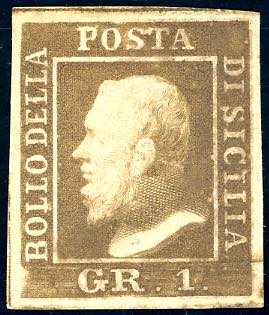 BOLLO DELLA
POSTA
DI SICILIA
GR. 1.